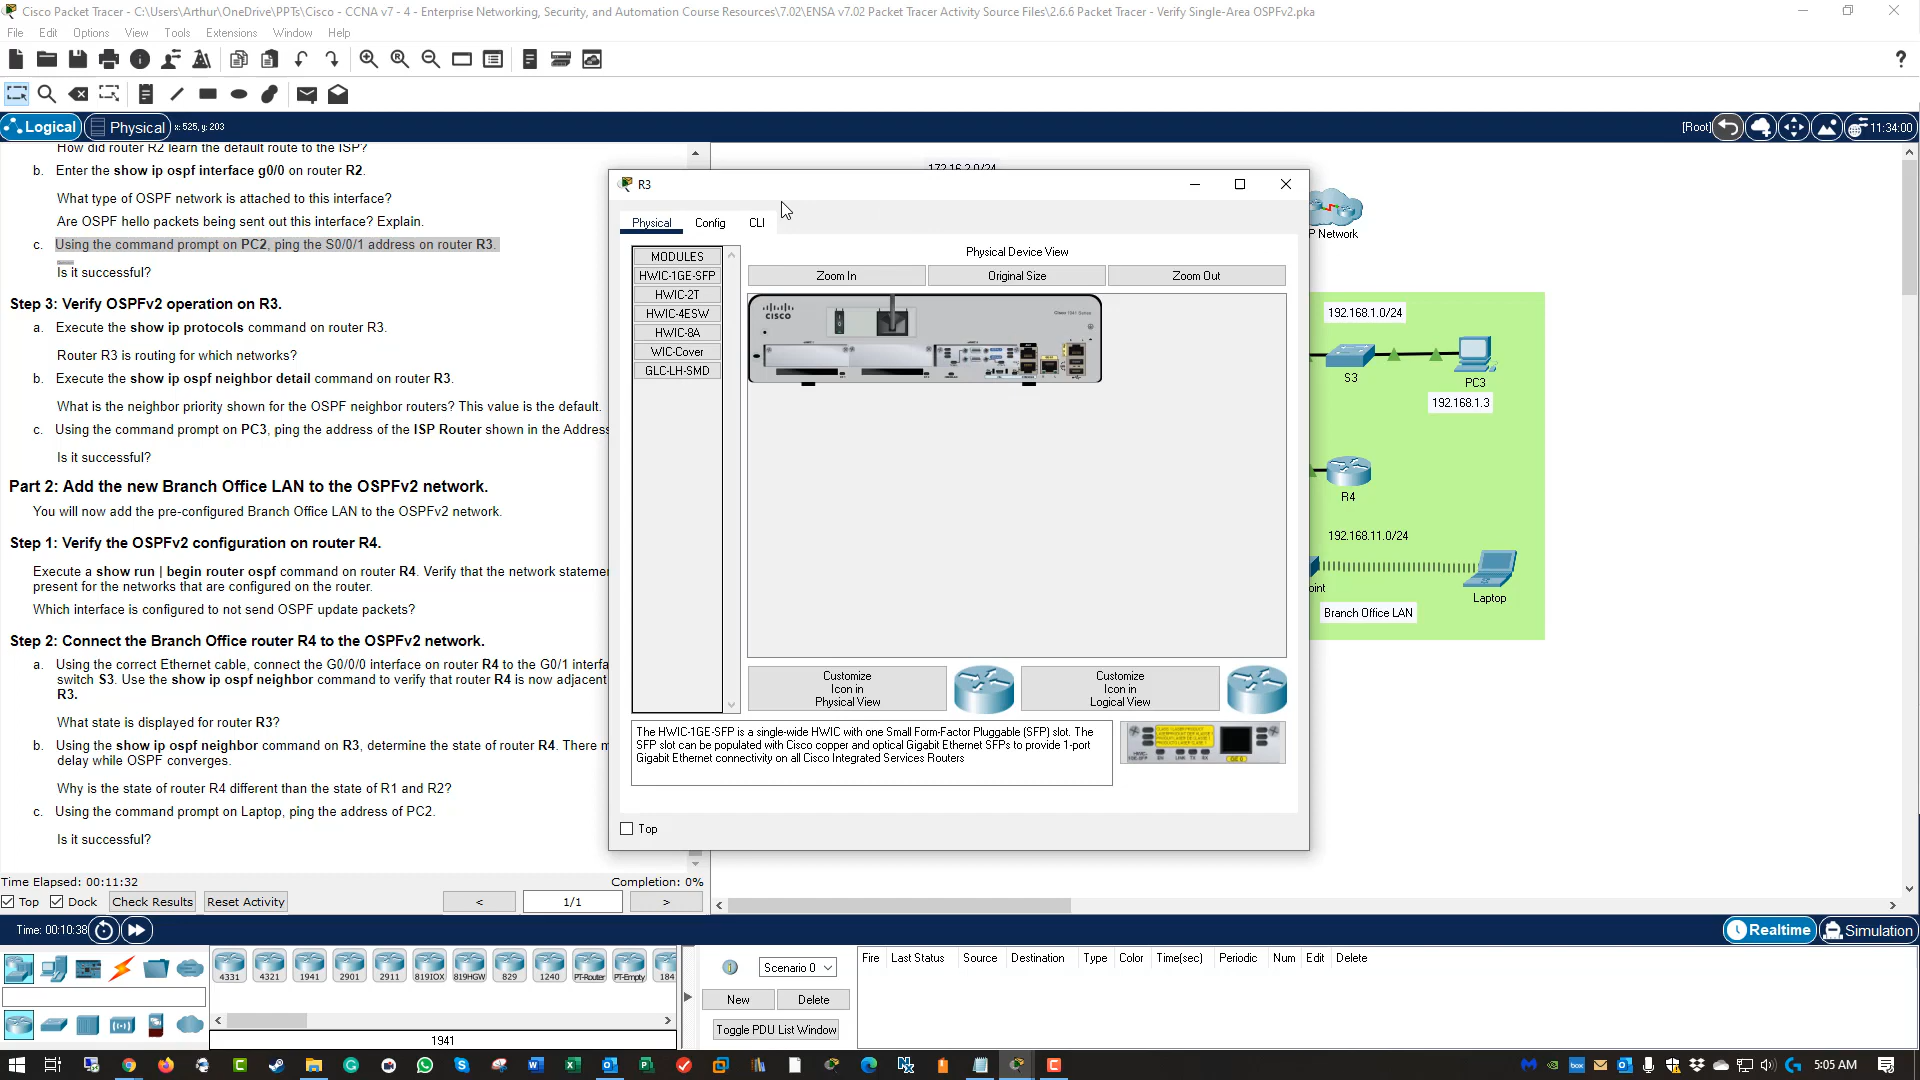 Cisco Packet Tracer - C:\Users\Arthur\OneDrive\PPTs\Cisco - CCNA v7 - 4 - Enterprise Networking, Security, and Automation Course Resources\7.02\ENSA v7.02 Packet Tracer Activity Source Files\2.6.6 Packet Tracer - Verify Single-Area OSPFv2.pka
File Edit Options View Tools Extensions Window Help
Logical Physical x: 525, y: 203 [Root] 11:34:00
How did router R2 learn the default route to the ISP?
b. Enter the show ip ospf interface g0/0 on router R2.
What type of OSPF network is attached to this interface?
Are OSPF hello packets being sent out this interface? Explain.
c. Using the command prompt on PC2, ping the S0/0/1 address on router R3.
Is it successful?
Step 3: Verify OSPFv2 operation on R3.
a. Execute the show ip protocols command on router R3.
Router R3 is routing for which networks?
b. Execute the show ip ospf neighbor detail command on router R3.
What is the neighbor priority shown for the OSPF neighbor routers? This value is the default.
c. Using the command prompt on PC3, ping the address of the ISP Router shown in the Address
Is it successful?
Part 2: Add the new Branch Office LAN to the OSPFv2 network.
You will now add the pre-configured Branch Office LAN to the OSPFv2 network.
Step 1: Verify the OSPFv2 configuration on router R4.
Execute a show run | begin router ospf command on router R4. Verify that the network statemen
present for the networks that are configured on the router.
Which interface is configured to not send OSPF update packets?
Step 2: Connect the Branch Office router R4 to the OSPFv2 network.
a. Using the correct Ethernet cable, connect the G0/0/0 interface on router R4 to the G0/1 interfa
switch S3. Use the show ip ospf neighbor command to verify that router R4 is now adjacent
R3.
What state is displayed for router R3?
b. Using the show ip ospf neighbor command on R3, determine the state of router R4. There m
delay while OSPF converges.
Why is the state of router R4 different than the state of R1 and R2?
c. Using the command prompt on Laptop, ping the address of PC2.
Is it successful?
Time Elapsed: 00:11:32 Completion: 0%
Top Dock Check Results Reset Activity < 1/1 >
172.16.2.0/24
R3
Physical Config CLI
MODULES
HWIC-1GE-SFP
HWIC-2T
HWIC-4ESW
HWIC-8A
WIC-Cover
GLC-LH-SMD
Physical Device View
Zoom In Original Size Zoom Out
CISCO
Customize
Icon in
Physical View
Customize
Icon in
Logical View
The HWIC-1GE-SFP is a single-wide HWIC with one Small Form-Factor Pluggable (SFP) slot. The
SFP slot can be populated with Cisco copper and optical Gigabit Ethernet SFPs to provide 1-port
Gigabit Ethernet connectivity on all Cisco Integrated Services Routers
Top
P Network
192.168.1.0/24
S3
PC3
192.168.1.3
R4
192.168.11.0/24
oint
Laptop
Branch Office LAN
Time: 00:10:38 Realtime Simulation
4331 4321 1941 2901 2911 819IOX 819HGW 829 1240 PT-Router PT-Empty 184
1941
Scenario 0
New Delete
Toggle PDU List Window
Fire Last Status Source Destination Type Color Time(sec) Periodic Num Edit Delete
5:05 AM